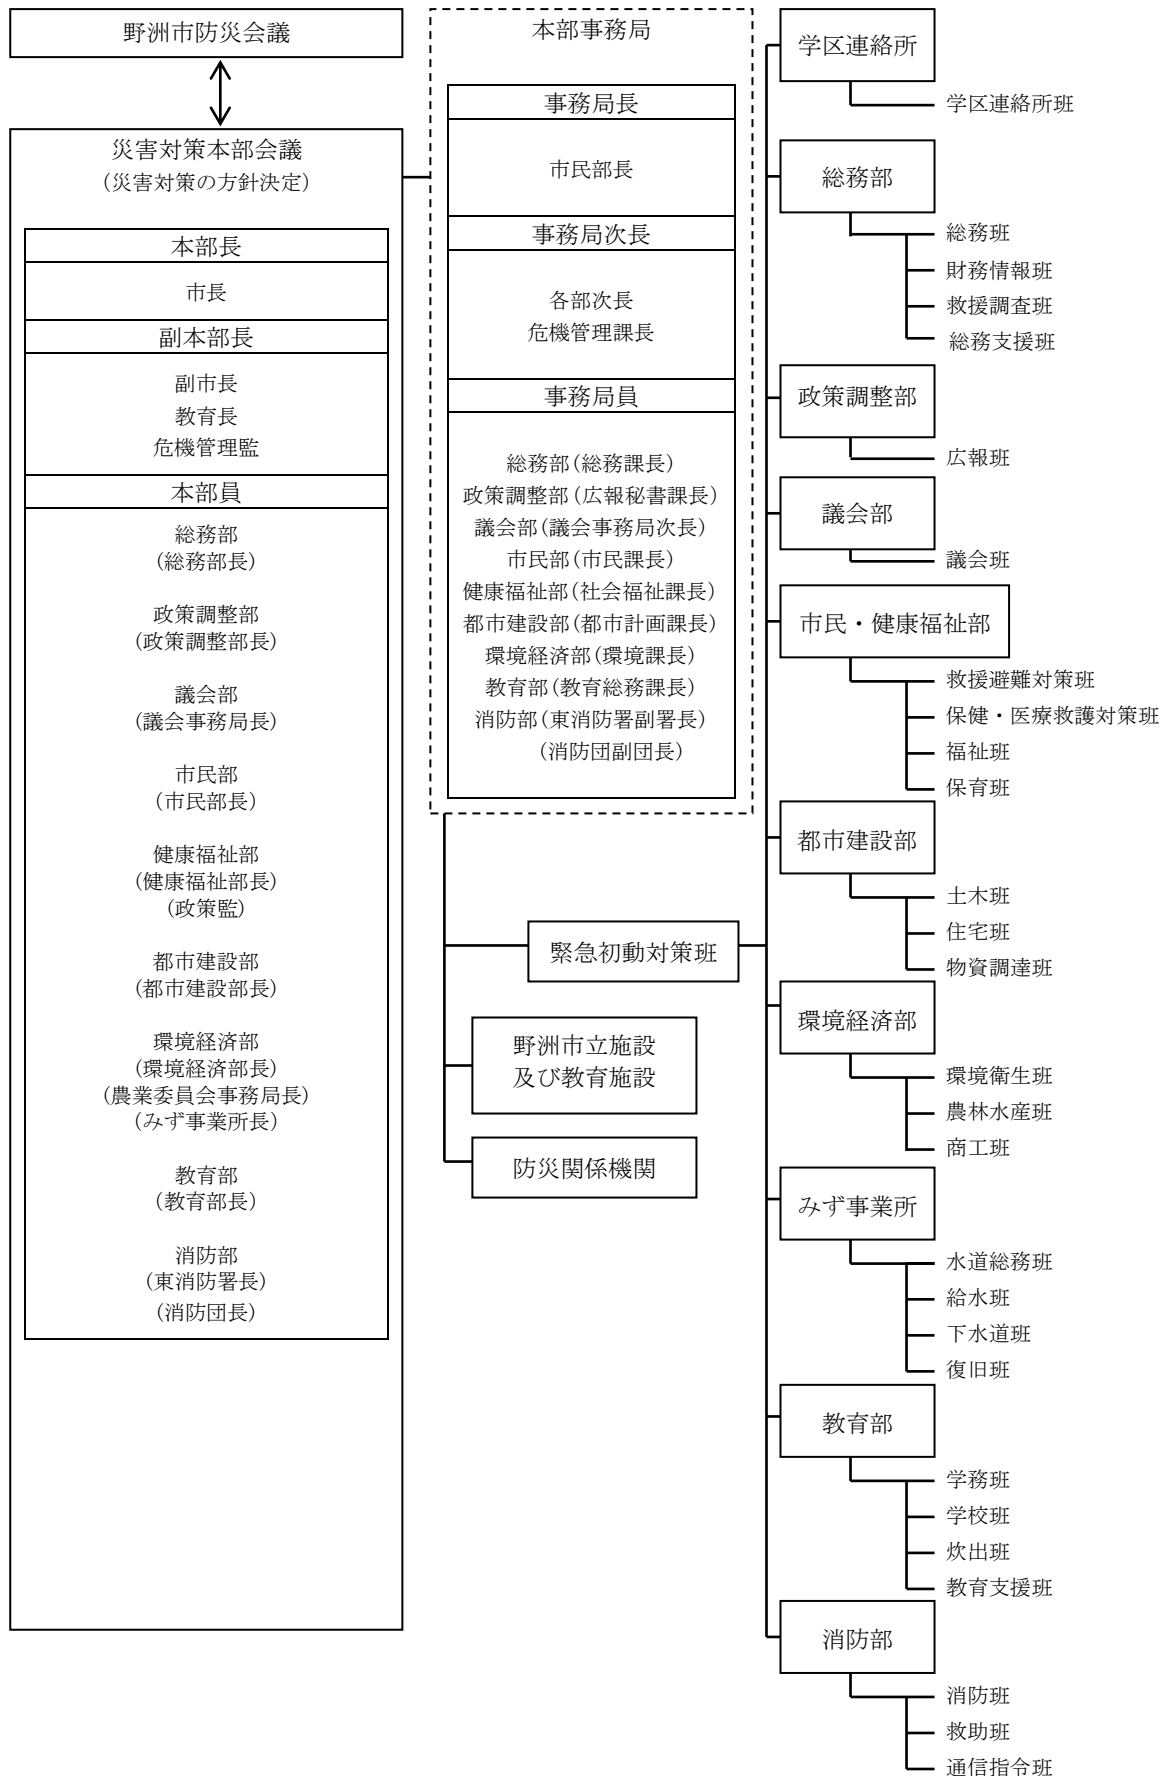 野洲市防災会議
災害対策本部会議
(災害対策の方針決定)
本部長
市長
副本部長
副市長
教育長
危機管理監
本部員
総務部
(総務部長)
政策調整部
(政策調整部長)
議会部
(議会事務局長)
市民部
(市民部長)
健康福祉部
(健康福祉部長)
(政策監)
都市建設部
(都市建設部長)
環境経済部
(環境経済部長)
(農業委員会事務局長)
(みず事業所長)
教育部
(教育部長)
消防部
(東消防署長)
(消防団長)
本部事務局
事務局長
市民部長
事務局次長
各部次長
危機管理課長
事務局員
総務部(総務課長)
政策調整部(広報秘書課長)
議会部(議会事務局次長)
市民部(市民課長)
健康福祉部(社会福祉課長)
都市建設部(都市計画課長)
環境経済部(環境課長)
教育部(教育総務課長)
消防部(東消防署副署長)
(消防団副団長)
緊急初動対策班
野洲市立施設
及び教育施設
防災関係機関
学区連絡所
学区連絡所班
総務部
総務班
財務情報班
救援調査班
総務支援班
政策調整部
広報班
議会部
議会班
市民・健康福祉部
救援避難対策班
保健・医療救護対策班
福祉班
保育班
都市建設部
土木班
住宅班
物資調達班
環境経済部
環境衛生班
農林水産班
商工班
みず事業所
水道総務班
給水班
下水道班
復旧班
教育部
学務班
学校班
炊出班
教育支援班
消防部
消防班
救助班
通信指令班